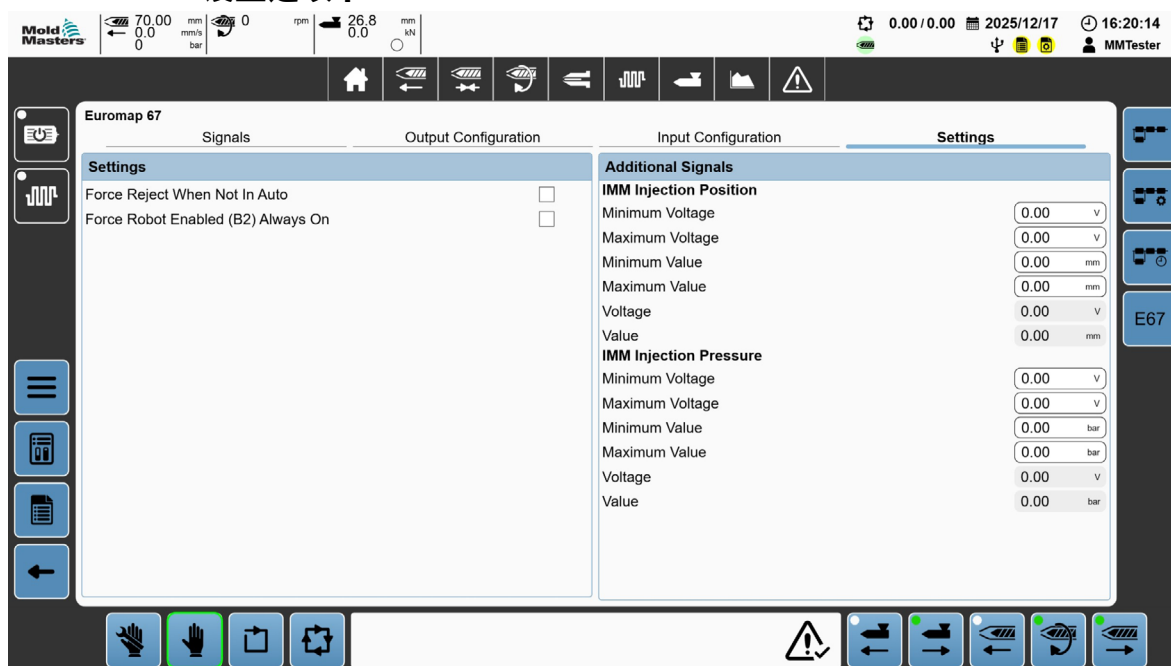 Mold Masters
70.00 mm
0.0 mm/s
0 bar
0 rpm
26.8 mm
0.0 kN
0.00 / 0.00
2025/12/17
16:20:14
MMTester
Euromap 67
Signals
Output Configuration
Input Configuration
Settings
Settings
Force Reject When Not In Auto
Force Robot Enabled (B2) Always On
Additional Signals
IMM Injection Position
Minimum Voltage 0.00 V
Maximum Voltage 0.00 V
Minimum Value 0.00 mm
Maximum Value 0.00 mm
Voltage 0.00 V
Value 0.00 mm
IMM Injection Pressure
Minimum Voltage 0.00 V
Maximum Voltage 0.00 V
Minimum Value 0.00 bar
Maximum Value 0.00 bar
Voltage 0.00 V
Value 0.00 bar
E67